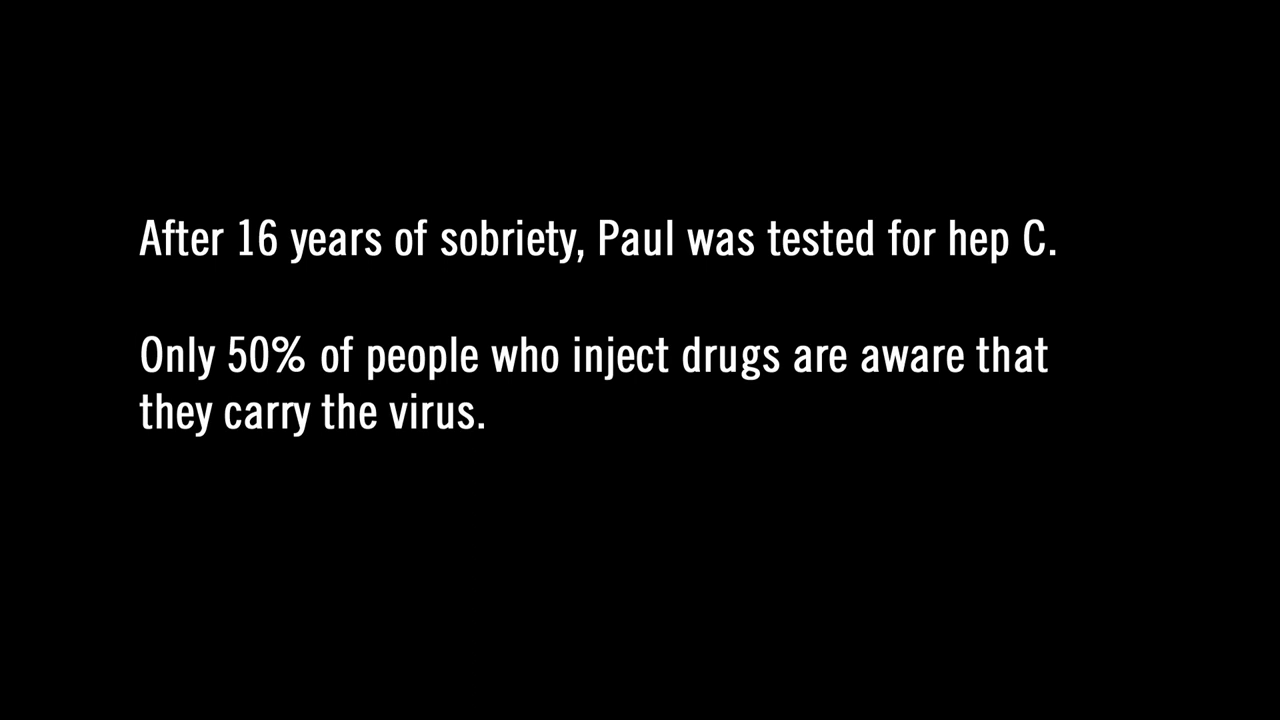 After 16 years of sobriety, Paul was tested for hep C.
Only 50% of people who inject drugs are aware that
they carry the virus.